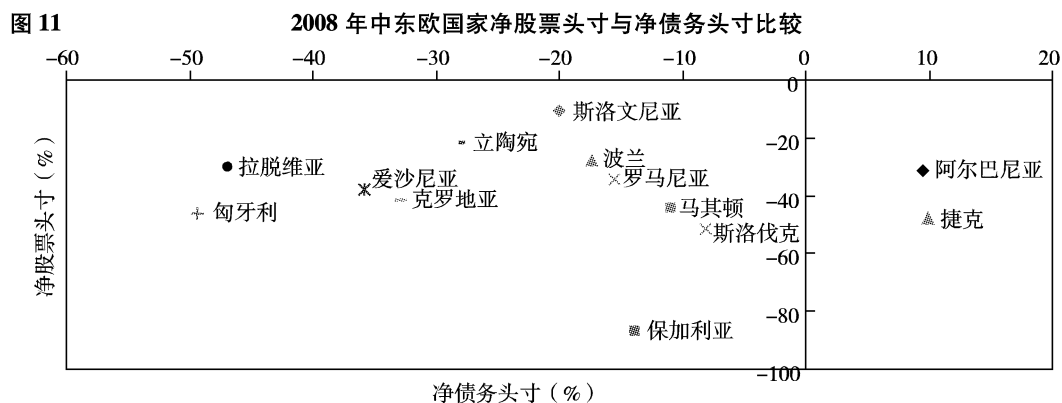 图 11 2008 年中东欧国家净股票头寸与净债务头寸比较
-60 -50 -40 -30 -20 -10 0 10 20
0
斯洛文尼亚
-20
立陶宛
波兰
拉脱维亚
阿尔巴尼亚
爱沙尼亚
罗马尼亚
克罗地亚
-40
马其顿
匈牙利
捷克
斯洛伐克
-60
-80
保加利亚
-100
净股票头寸（%）
净债务头寸（%）